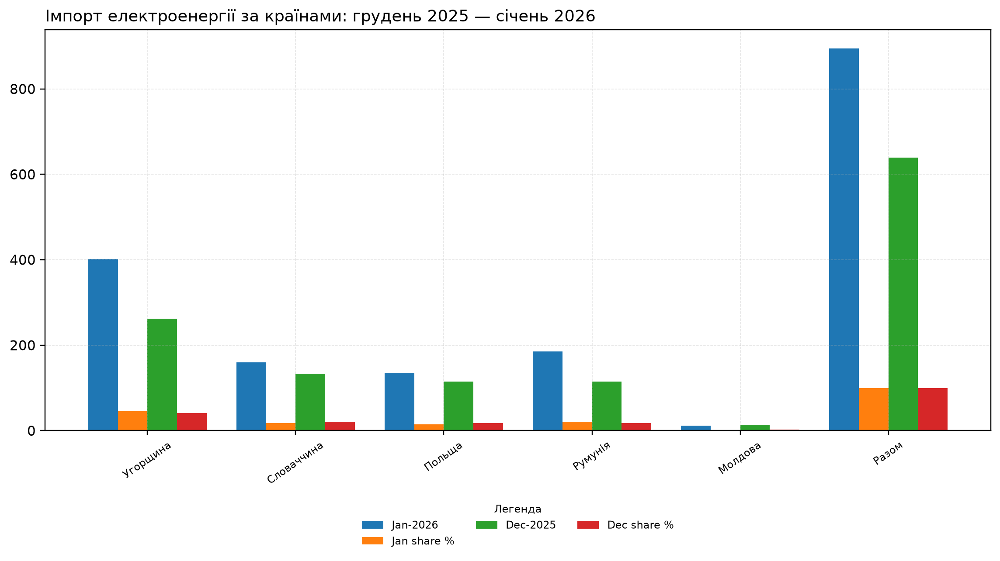 Імпорт електроенергії за країнами: грудень 2025 — січень 2026
800
600
400
200
0
Угорщина
Словаччина
Польща
Румунія
Молдова
Разом
Легенда
Jan-2026
Dec-2025
Dec share %
Jan share %